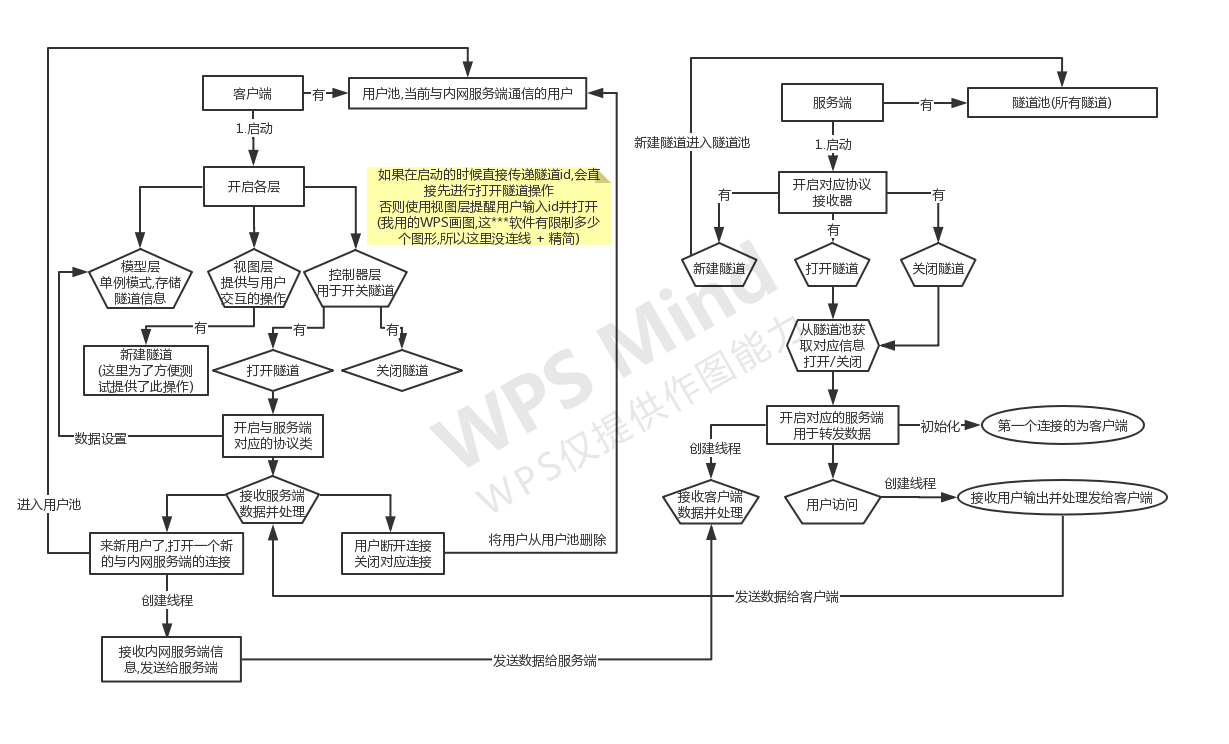 客户端
有
用户池,当前与内网服务端通信的用户
1.启动
开启各层
如果在启动的时候直接传递隧道id,会直
接先进行打开隧道操作
否则使用视图层提醒用户输入id并打开
(我用的WPS画图,这***软件有限制多少
个图形,所以这里没连线 + 精简)
模型层
单例模式,存储
隧道信息
视图层
提供与用户
交互的操作
控制器层
用于开关隧道
有
有
有
新建隧道
(这里为了方便测
试提供了此操作)
打开隧道
关闭隧道
数据设置
开启与服务端
对应的协议类
接收服务端
数据并处理
进入用户池
来新用户了,打开一个新
的与内网服务端的连接
用户断开连接
关闭对应连接
将用户从用户池删除
创建线程
接收内网服务端信
息,发送给服务端
发送数据给服务端
发送数据给客户端
服务端
有
隧道池(所有隧道)
新建隧道进入隧道池
1.启动
开启对应协议
接收器
有
有
有
新建隧道
打开隧道
关闭隧道
从隧道池获
取对应信息
打开/关闭
开启对应的服务端
用于转发数据
初始化
第一个连接的为客户端
创建线程
接收客户端
数据并处理
用户访问
创建线程
接收用户输出并处理发给客户端
WPS Mind
WPS仅提供作图能力